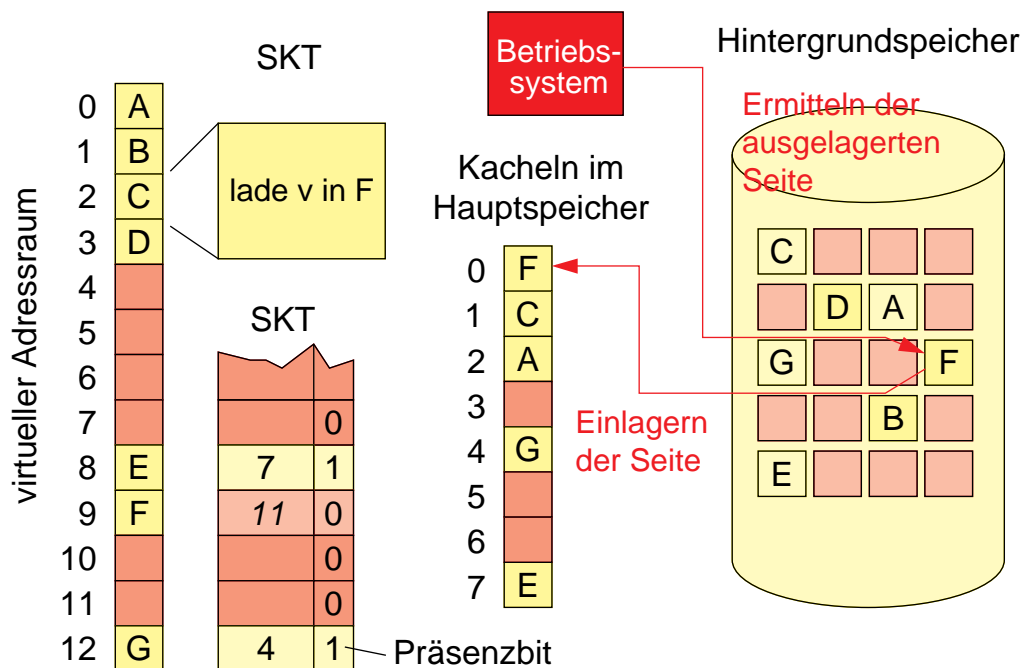 SKT
Betriebs-
system
Hintergrundspeicher
virtueller Adressraum
0 A
1 B
2 C
3 D
4
5
6
7
8 E
9 F
10
11
12 G
lade v in F
SKT
0
7 1
11 0
0
0
4 1
Präsenzbit
Kacheln im
Hauptspeicher
0 F
1 C
2 A
3
4 G
5
6
7 E
Einlagern
der Seite
Ermitteln der
ausgelagerten
Seite
C
D A
G F
B
E